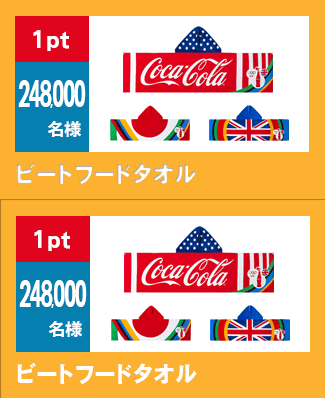 1pt
248,000
名様
Coca-Cola
ビートフードタオル
1pt
248,000
名様
Coca-Cola
ビートフードタオル